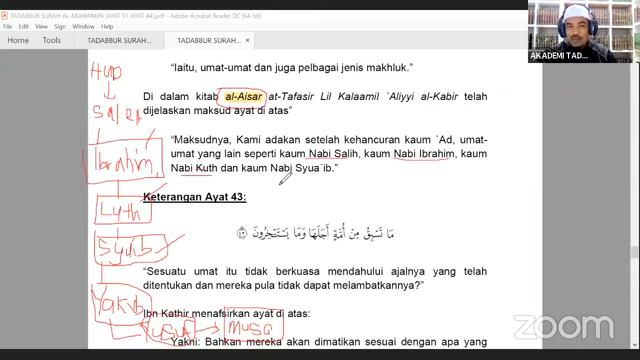 TADABBUR SURAH AL-MUKMINUN (AYAT 51-AYAT 44) - Adobe Acrobat Reader DC (64-bit)
File Edit View Sign Window Help
Home Tools TADABBUR SURAH... TADABBUR SURAH... ×
AKADEMI TAD...
"Iaitu, umat-umat dan juga pelbagai jenis makhluk."
Di dalam kitab al-Aisar at-Tafasir Lil Kalaamil `Aliyyi al-Kabir telah
dijelaskan maksud ayat di atas"
"Maksudnya, Kami adakan setelah kehancuran kaum `Ad, umat-
umat yang lain seperti kaum Nabi Salih, kaum Nabi Ibrahim, kaum
Nabi Kuth dan kaum Nabi Syua`ib."
Keterangan Ayat 43:
مَا تَسْبِقُ مِنْ أُمَّةٍ أَجَلَهَا وَمَا يَسْتَـْٔخِرُونَ ﴿٤٣﴾
"Sesuatu umat itu tidak berkuasa mendahului ajalnya yang telah
ditentukan dan mereka pula tidak dapat melambatkannya?"
Ibn Kathir menafsirkan ayat di atas:
Yakni: Bahkan mereka akan dimatikan sesuai dengan apa yang
HUD
Saleh
Ibrahim
Luth
Syuib
Yakub
Yusuf
musa
zoom